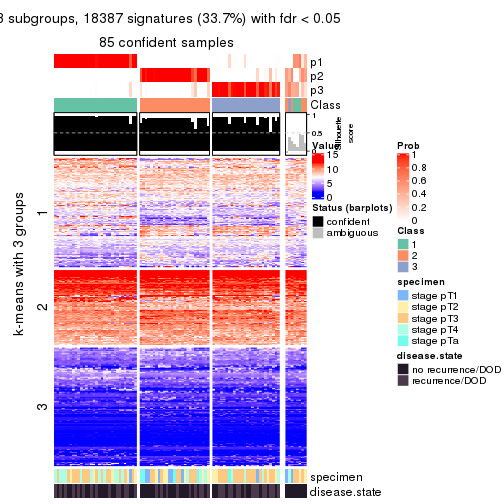 3 subgroups, 18387 signatures (33.7%) with fdr < 0.05
85 confident samples
p1
p2
p3
Class
1
0.5
0
Silhouette
score
k-means with 3 groups
1
2
3
Value
15
10
5
0
Status (barplots)
confident
ambiguous
Prob
1
0.8
0.6
0.4
0.2
0
Class
1
2
3
specimen
stage pT1
stage pT2
stage pT3
stage pT4
stage pTa
disease.state
no recurrence/DOD
recurrence/DOD
specimen
disease.state